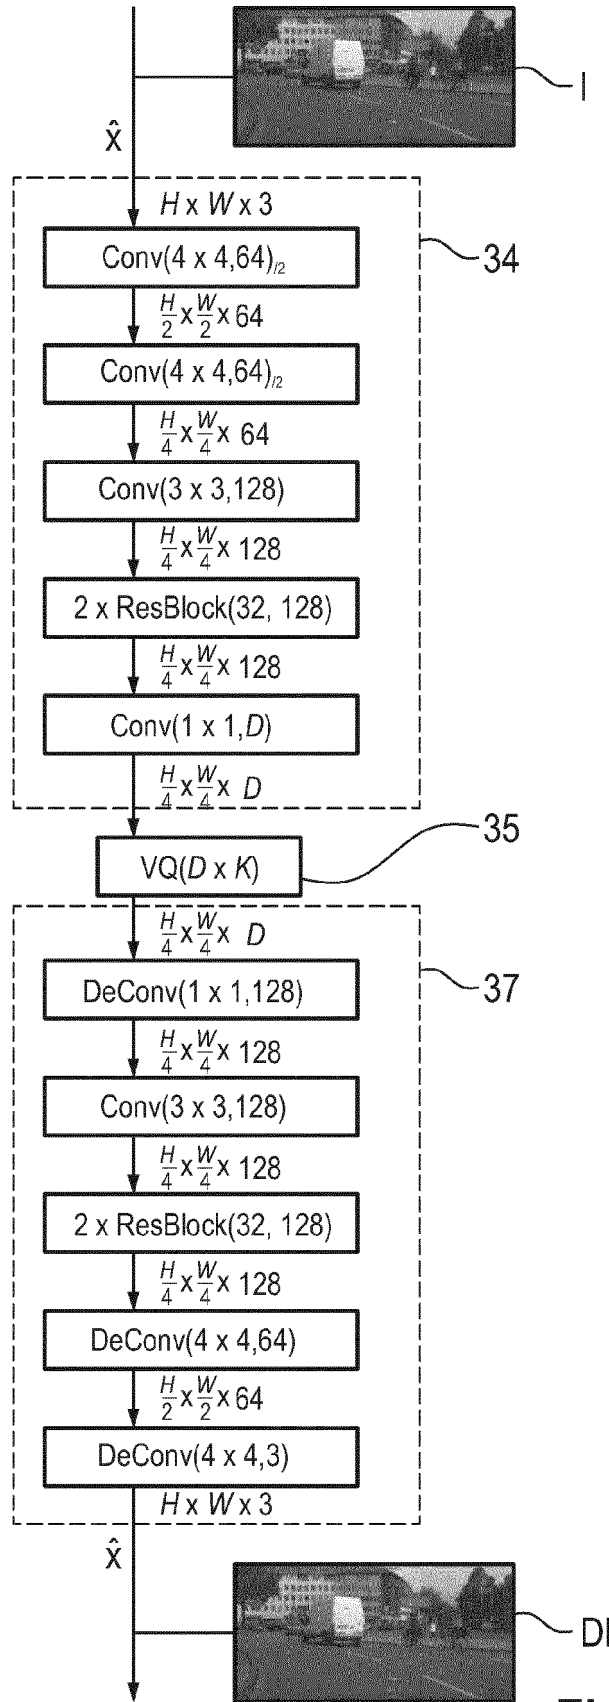 I
x̂
H x W x 3
34
Conv(4 x 4,64)/2
H/2 x W/2 x 64
Conv(4 x 4,64)/2
H/4 x W/4 x 64
Conv(3 x 3,128)
H/4 x W/4 x 128
2 x ResBlock(32, 128)
H/4 x W/4 x 128
Conv(1 x 1,D)
H/4 x W/4 x D
35
VQ(D x K)
H/4 x W/4 x D
37
DeConv(1 x 1,128)
H/4 x W/4 x 128
Conv(3 x 3,128)
H/4 x W/4 x 128
2 x ResBlock(32, 128)
H/4 x W/4 x 128
DeConv(4 x 4,64)
H/2 x W/2 x 64
DeConv(4 x 4,3)
H x W x 3
x̂
DI